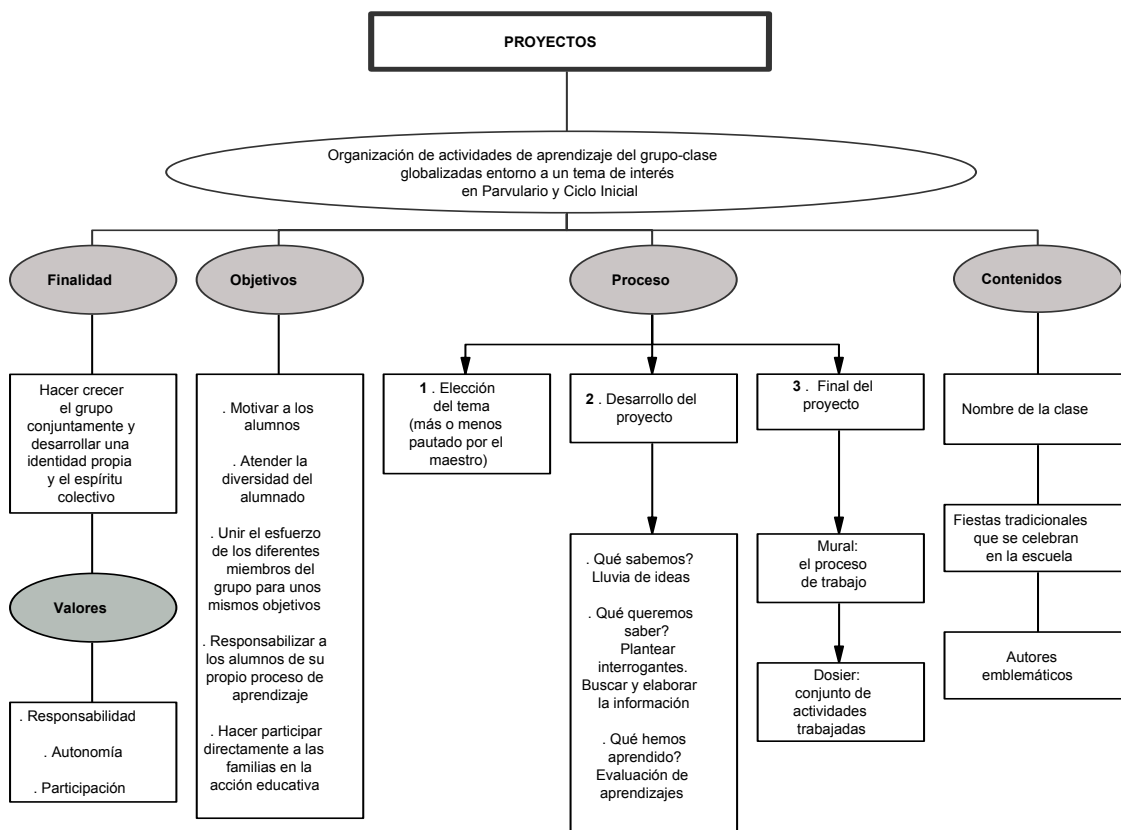 PROYECTOS
Organización de actividades de aprendizaje del grupo-clase
globalizadas entorno a un tema de interés
en Parvulario y Ciclo Inicial
Finalidad
Hacer crecer
el grupo
conjuntamente y
desarrollar una
identidad propia
y el espíritu
colectivo
Valores
. Responsabilidad
. Autonomía
. Participación
Objetivos
. Motivar a los
alumnos
. Atender la
diversidad del
alumnado
. Unir el esfuerzo
de los diferentes
miembros del
grupo para unos
mismos objetivos
. Responsabilizar a
los alumnos de su
propio proceso de
aprendizaje
. Hacer participar
directamente a las
familias en la
acción educativa
Proceso
1 . Elección
del tema
(más o menos
pautado por el
maestro)
2 . Desarrollo del
proyecto
. Qué sabemos?
Lluvia de ideas
. Qué queremos
saber?
Plantear
interrogantes.
Buscar y elaborar
la información
. Qué hemos
aprendido?
Evaluación de
aprendizajes
3 . Final del
proyecto
Mural:
el proceso
de trabajo
Dosier:
conjunto de
actividades
trabajadas
Contenidos
Nombre de la clase
Fiestas tradicionales
que se celebran
en la escuela
Autores
emblemáticos